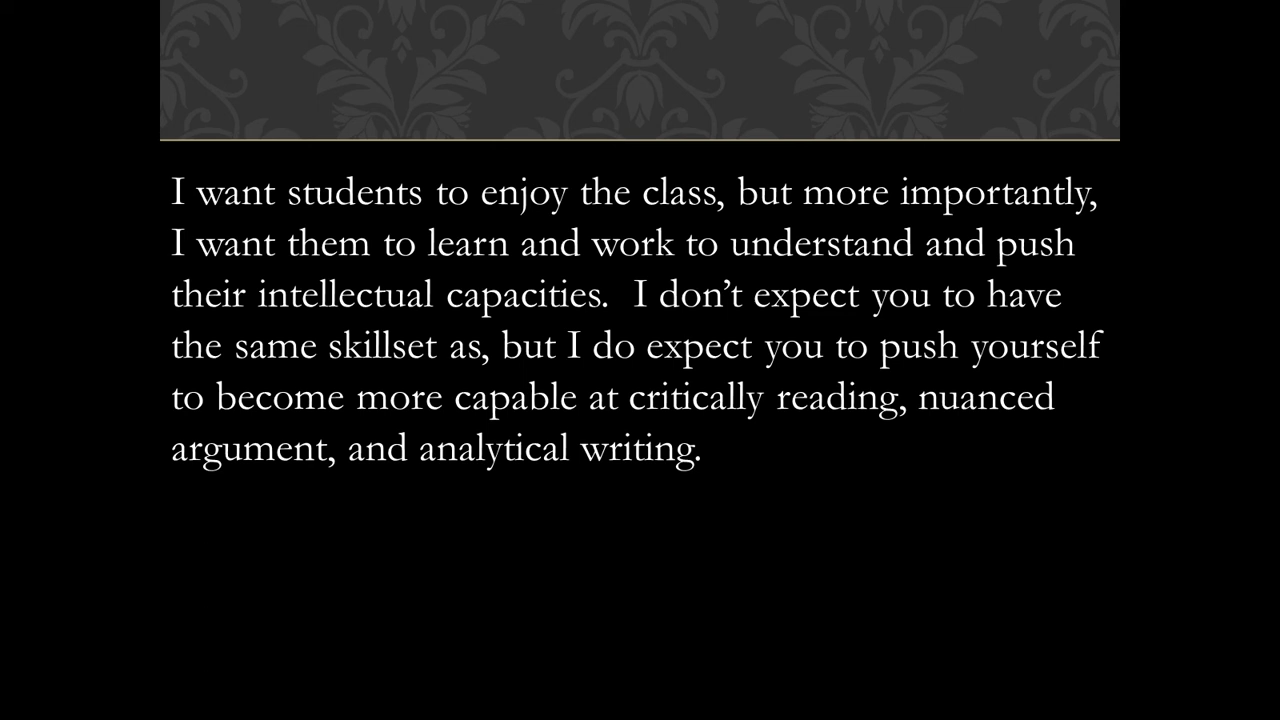 I want students to enjoy the class, but more importantly,
I want them to learn and work to understand and push
their intellectual capacities.  I don’t expect you to have
the same skillset as, but I do expect you to push yourself
to become more capable at critically reading, nuanced
argument, and analytical writing.